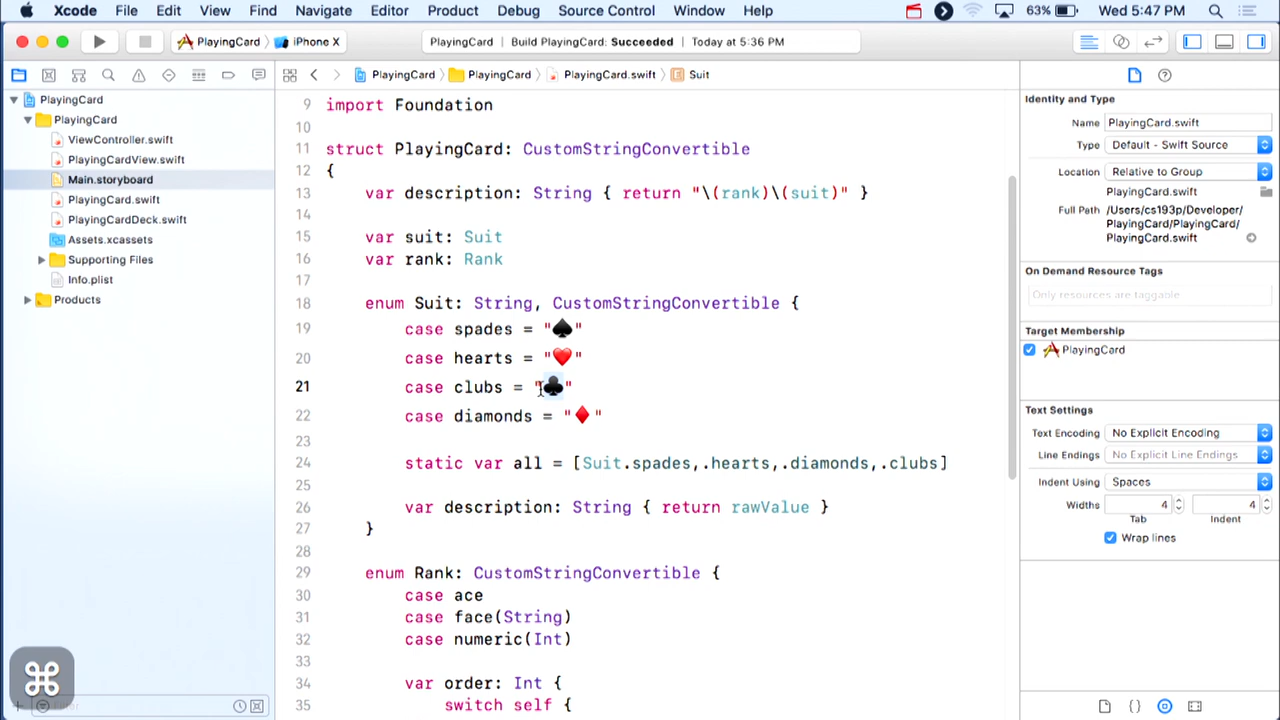 Xcode File Edit View Find Navigate Editor Product Debug Source Control Window Help 63% Wed 5:47 PM
PlayingCard iPhone X PlayingCard | Build PlayingCard: Succeeded | Today at 5:36 PM
PlayingCard PlayingCard PlayingCard.swift Suit
PlayingCard
PlayingCard
ViewController.swift
PlayingCardView.swift
Main.storyboard
PlayingCard.swift
PlayingCardDeck.swift
Assets.xcassets
Supporting Files
Info.plist
Products
9 import Foundation
10
11 struct PlayingCard: CustomStringConvertible
12 {
13 var description: String { return "\(rank)\(suit)" }
14
15 var suit: Suit
16 var rank: Rank
17
18 enum Suit: String, CustomStringConvertible {
19 case spades = "♠️"
20 case hearts = "❤️"
21 case clubs = "♣️"
22 case diamonds = "♦️"
23
24 static var all = [Suit.spades,.hearts,.diamonds,.clubs]
25
26 var description: String { return rawValue }
27 }
28
29 enum Rank: CustomStringConvertible {
30 case ace
31 case face(String)
32 case numeric(Int)
33
34 var order: Int {
35 switch self {
Identity and Type
Name PlayingCard.swift
Type Default - Swift Source
Location Relative to Group
PlayingCard.swift
Full Path /Users/cs193p/Developer/
PlayingCard/PlayingCard/
PlayingCard.swift
On Demand Resource Tags
Only resources are taggable
Target Membership
PlayingCard
Text Settings
Text Encoding No Explicit Encoding
Line Endings No Explicit Line Endings
Indent Using Spaces
Widths 4 4
Tab Indent
Wrap lines
⌘
Filter